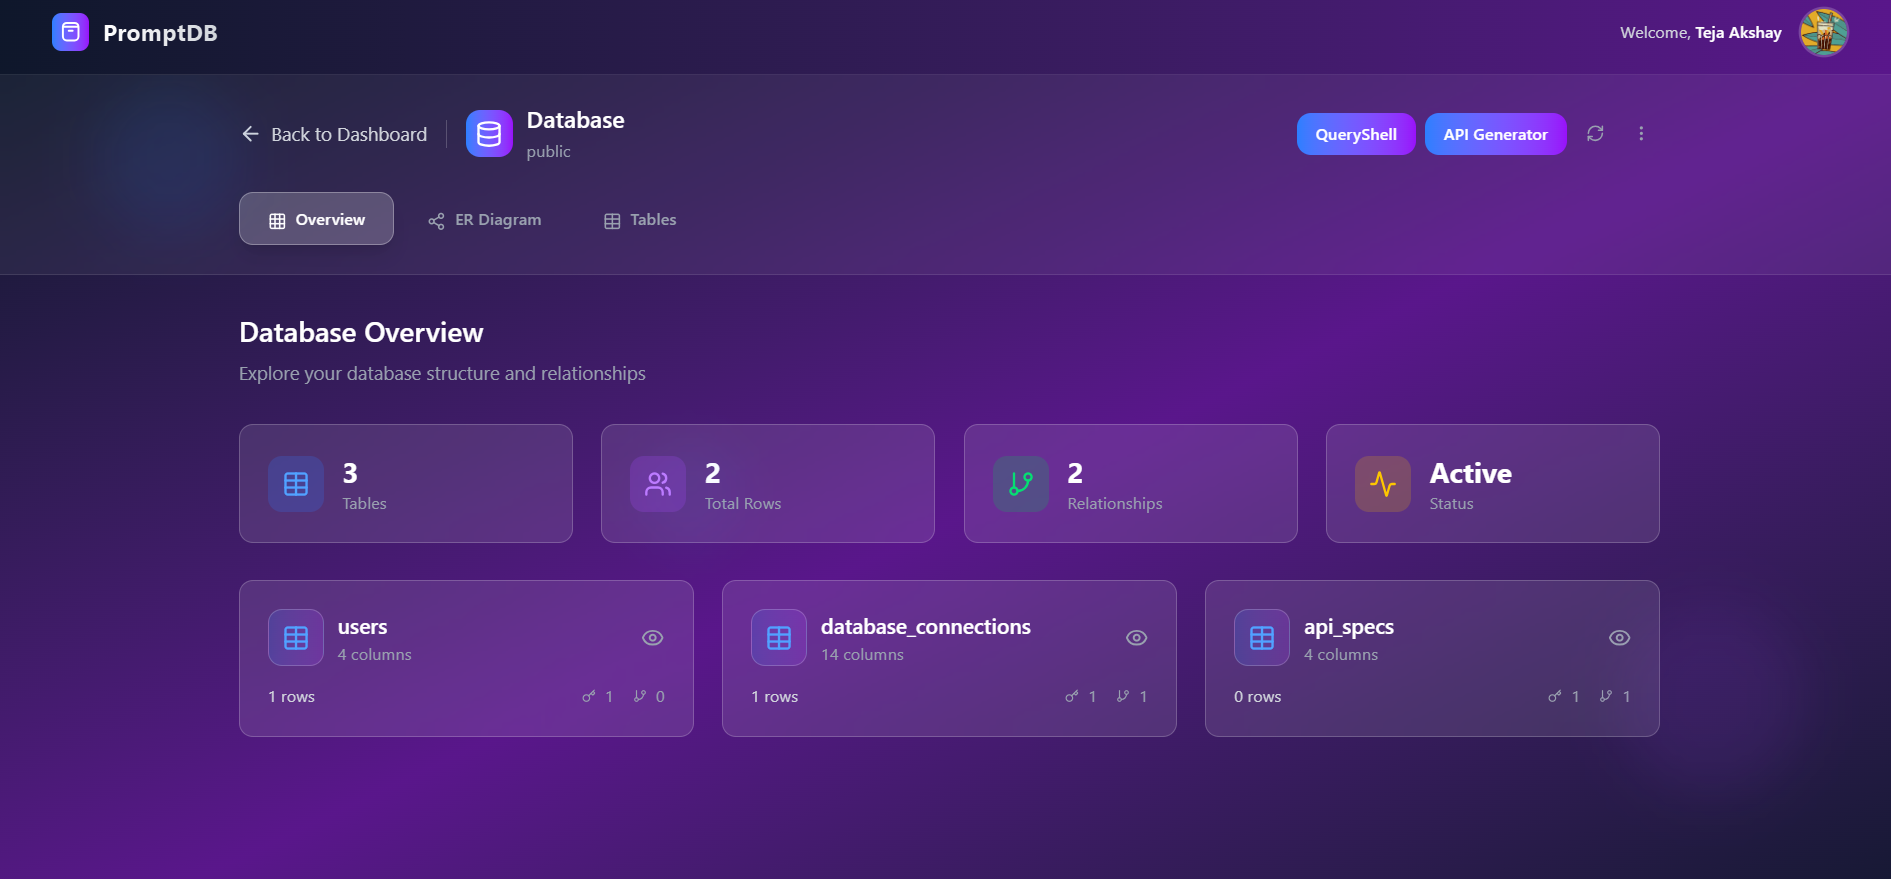 PromptDB
Welcome, Teja Akshay
Back to Dashboard
Database
public
QueryShell
API Generator
Overview
ER Diagram
Tables
Database Overview
Explore your database structure and relationships
3
Tables
2
Total Rows
2
Relationships
Active
Status
users
4 columns
1 rows
1
0
database_connections
14 columns
1 rows
1
1
api_specs
4 columns
0 rows
1
1